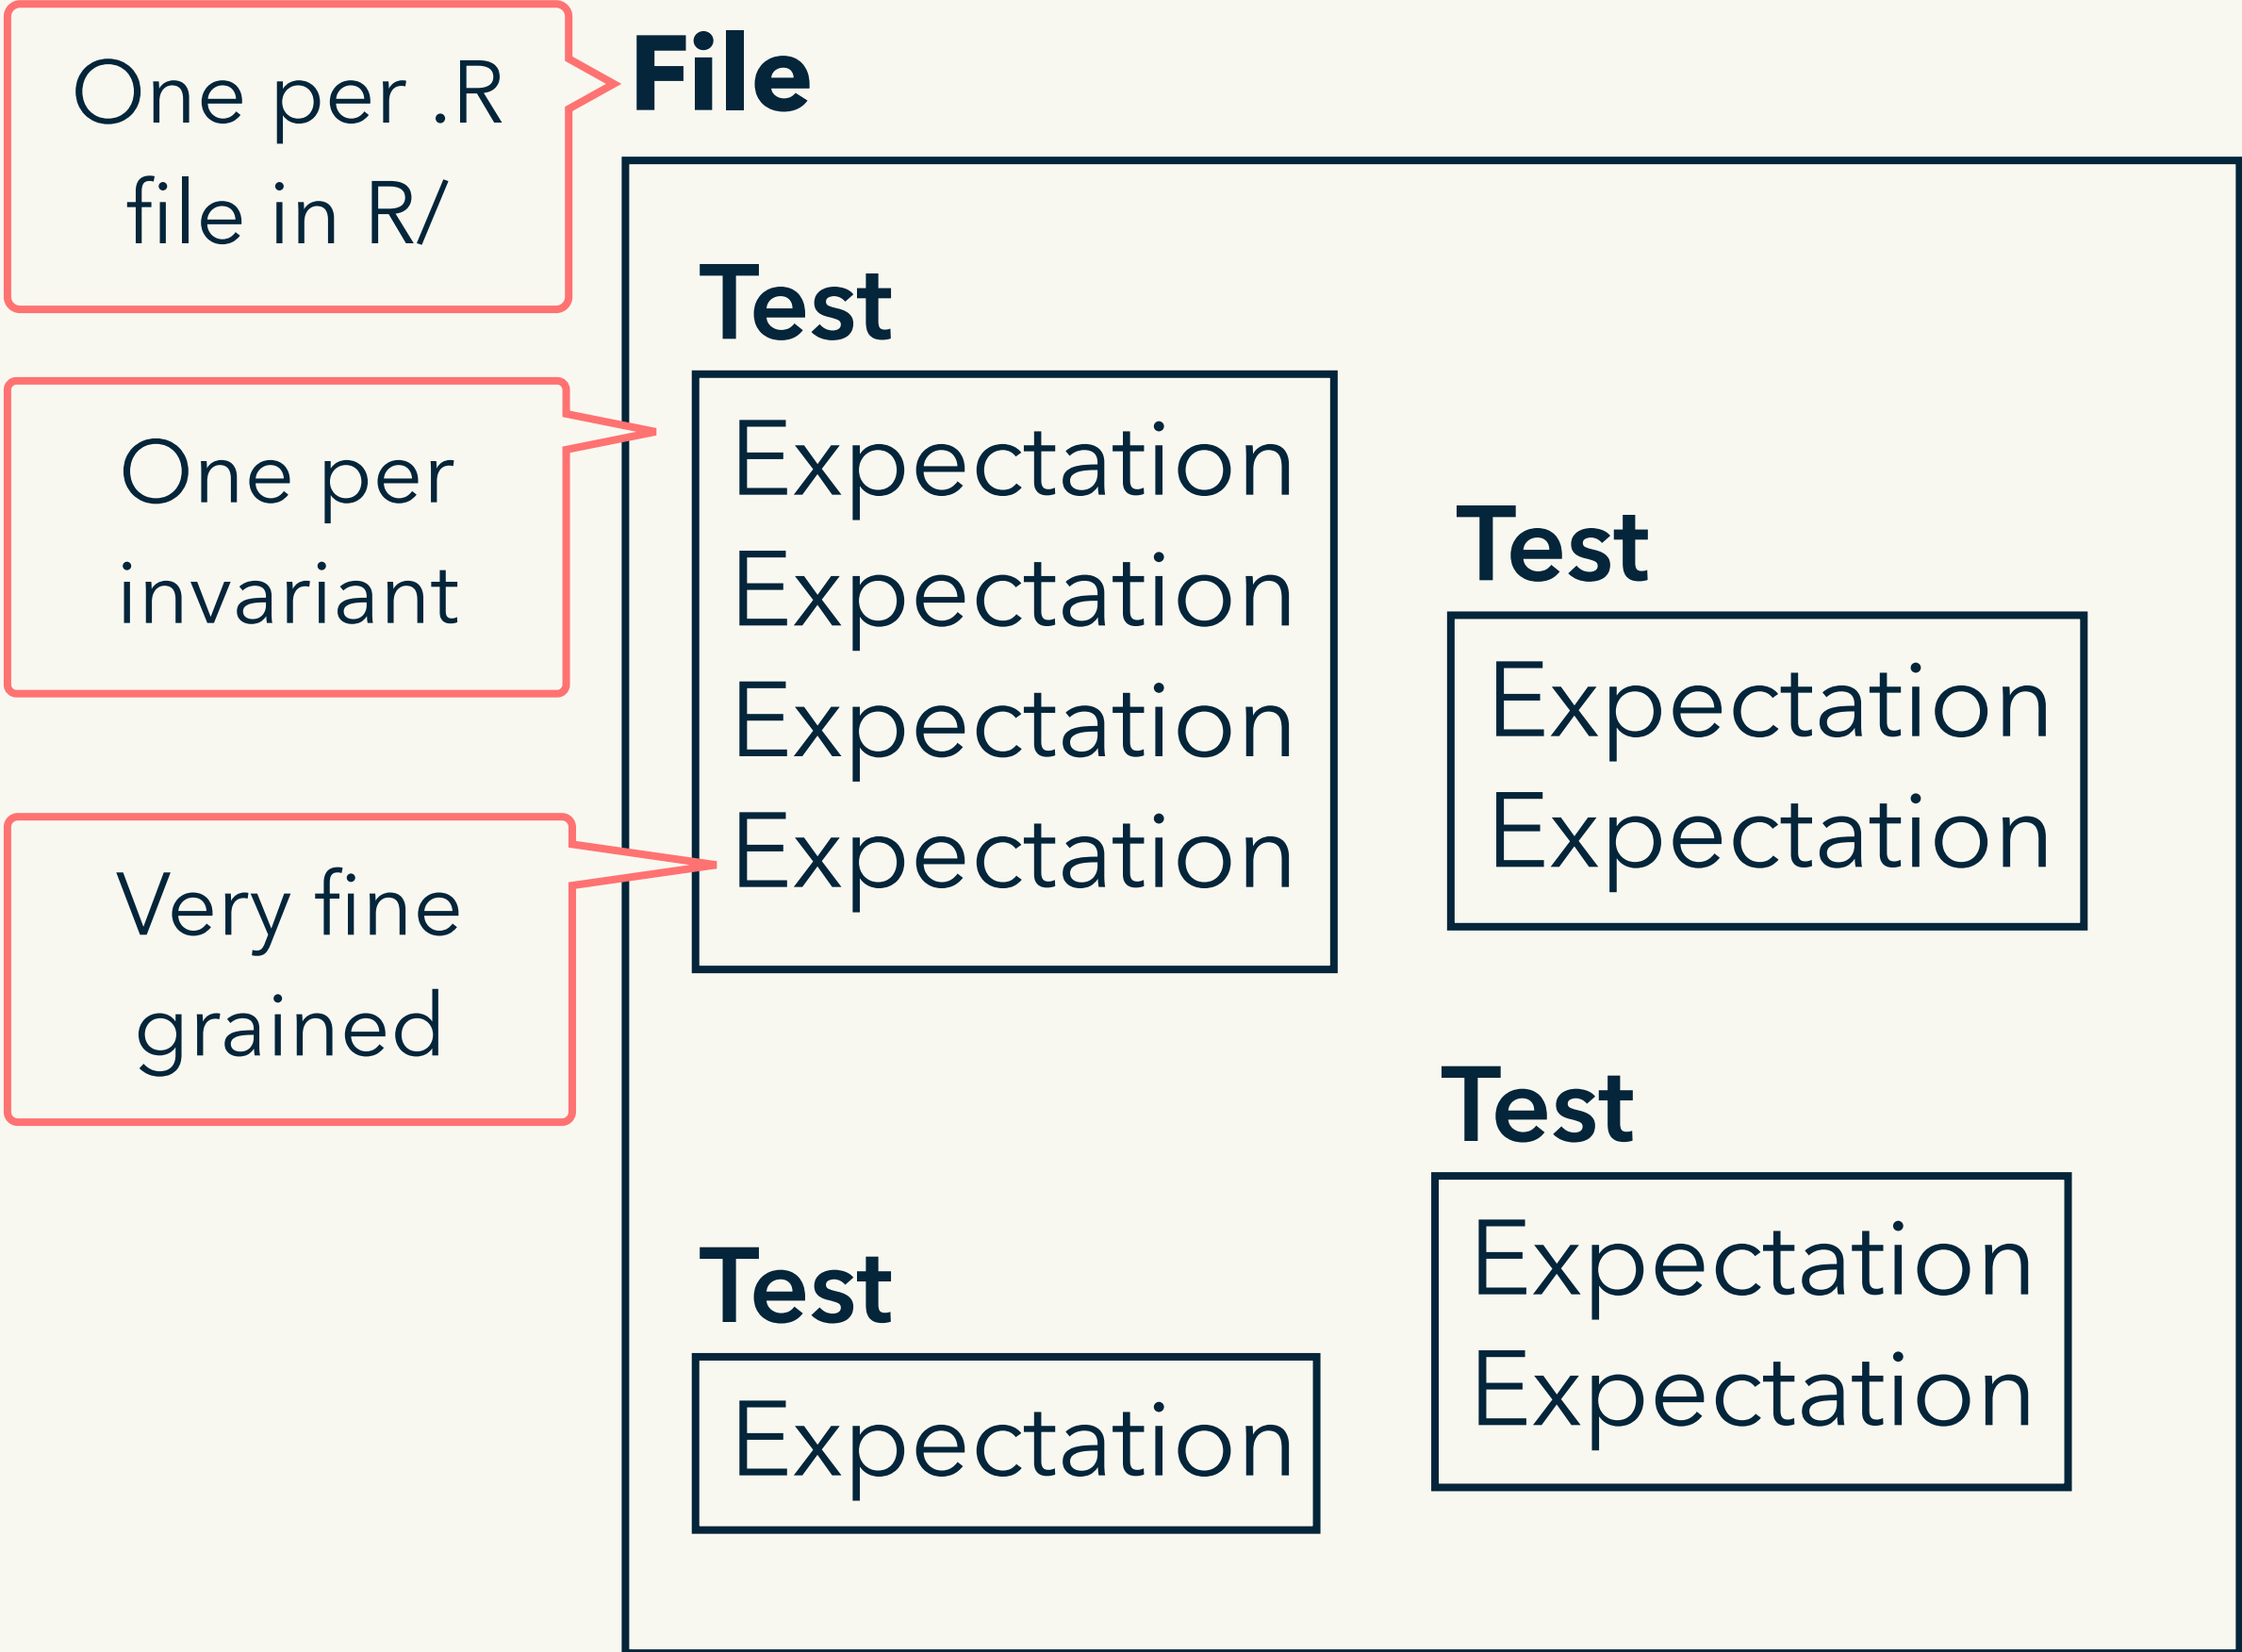 One per .R
file in R/
One per
invariant
Very fine
grained
File
Test
Expectation
Expectation
Expectation
Expectation
Test
Expectation
Expectation
Test
Expectation
Test
Expectation
Expectation